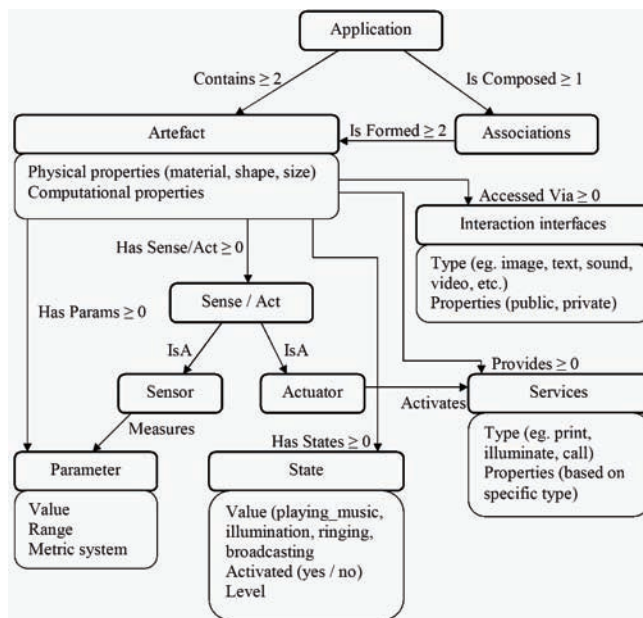 Application
Contains ≥ 2
Is Composed ≥ 1
Artefact
Is Formed ≥ 2
Associations
Physical properties (material, shape, size)
Computational properties
Accessed Via ≥ 0
Interaction interfaces
Type (eg. image, text, sound,
video, etc.)
Properties (public, private)
Has Sense/Act ≥ 0
Sense / Act
Has Params ≥ 0
IsA
IsA
Provides ≥ 0
Sensor
Actuator
Activates
Services
Measures
Type (eg. print,
illuminate, call)
Properties (based on
specific type)
Has States ≥ 0
Parameter
State
Value
Range
Metric system
Value (playing_music,
illumination, ringing,
broadcasting
Activated (yes / no)
Level